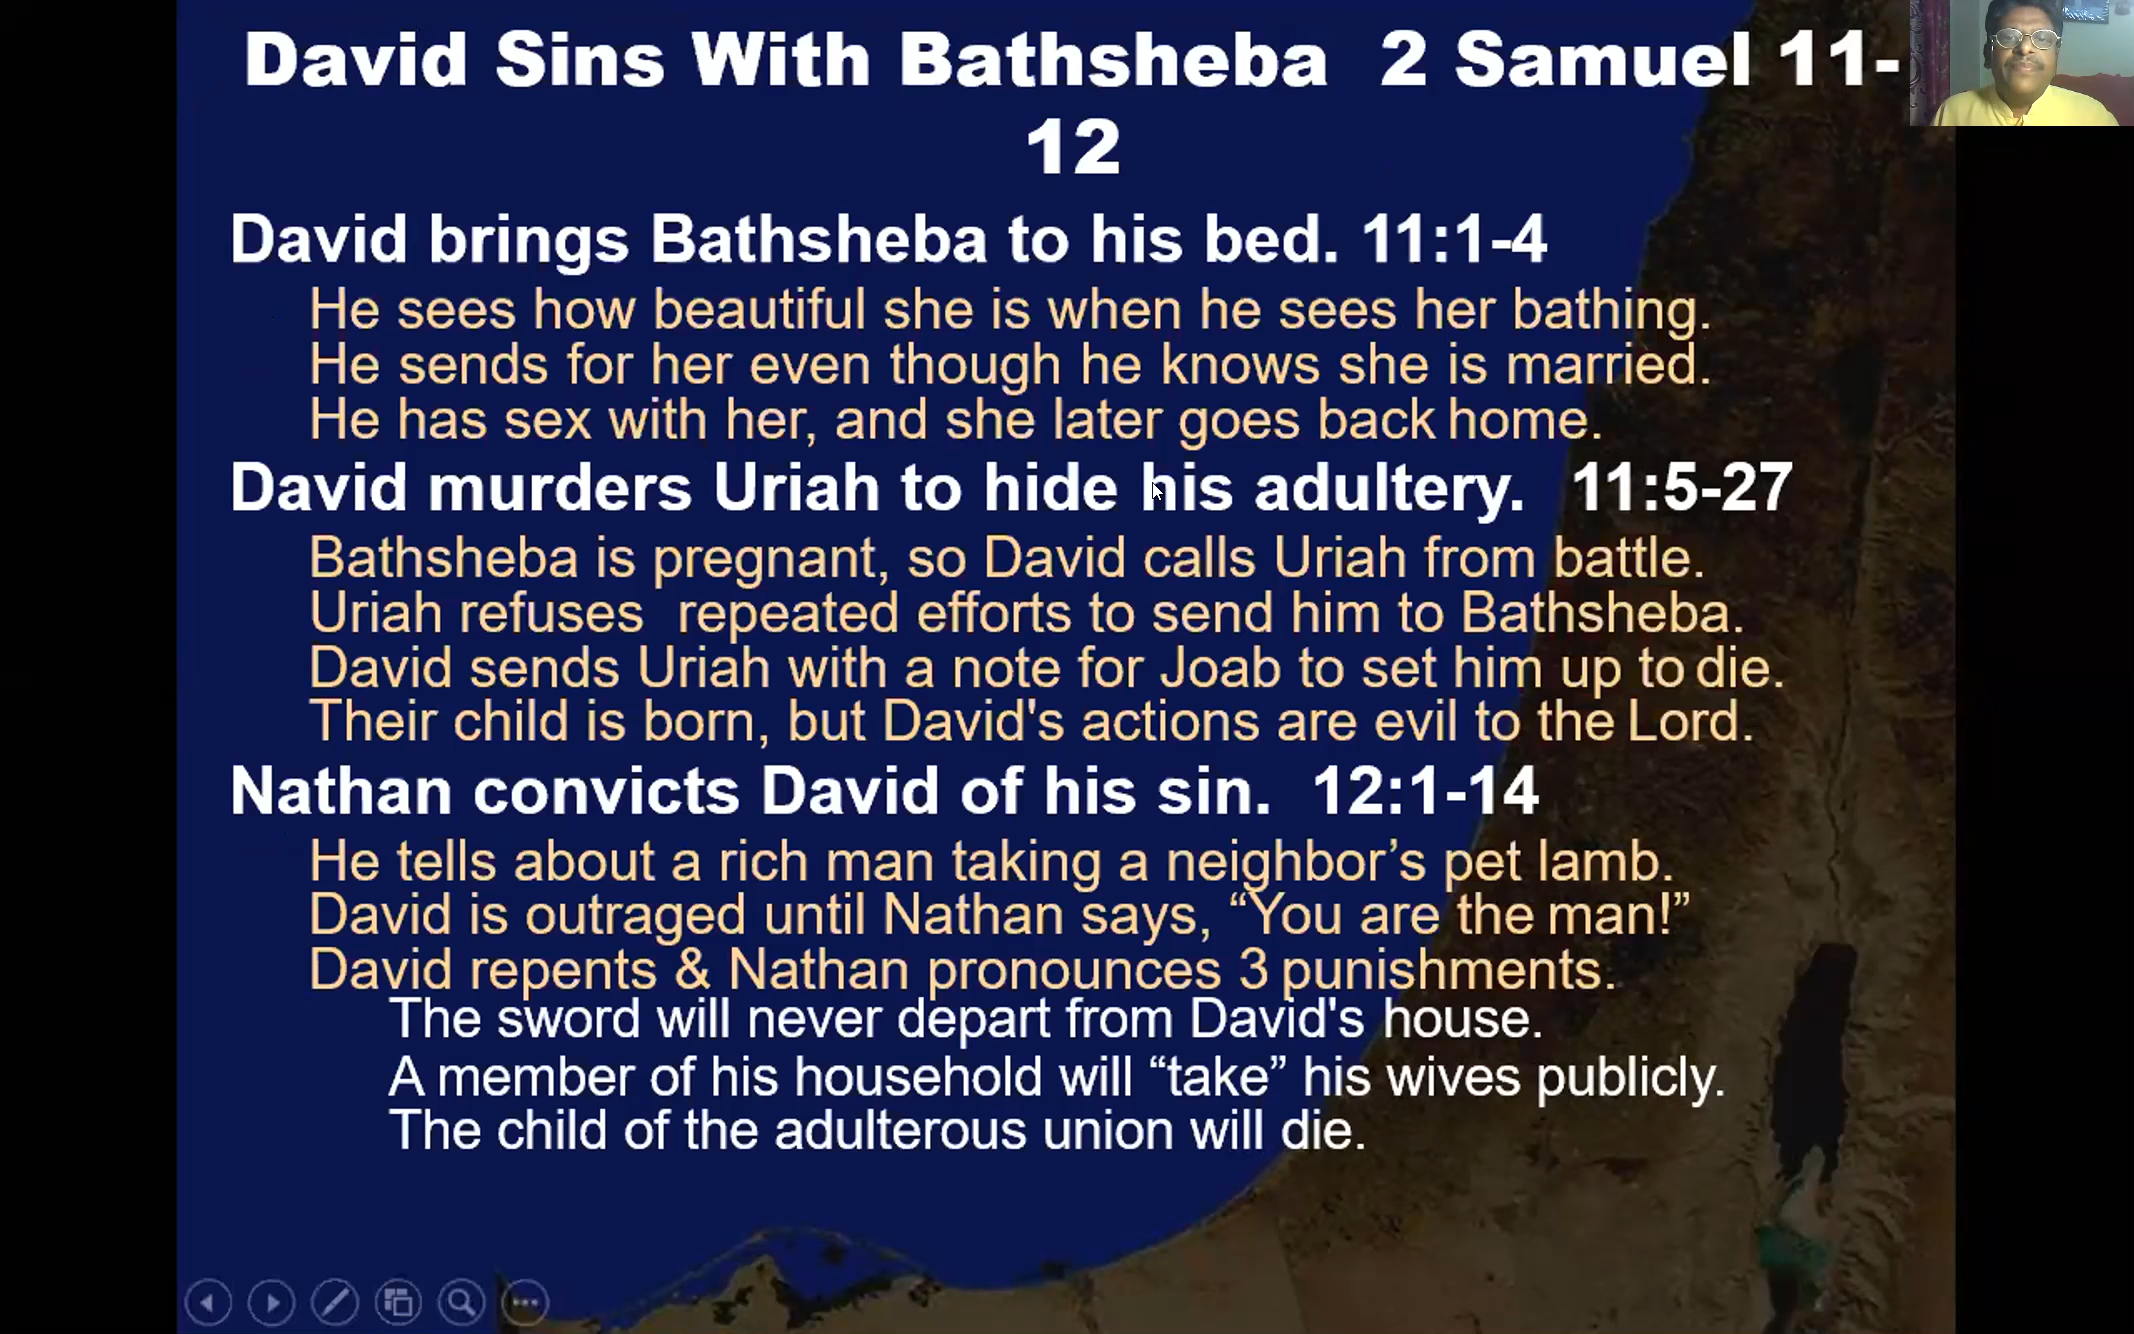 David Sins With Bathsheba  2 Samuel 11-
12
David brings Bathsheba to his bed. 11:1-4
He sees how beautiful she is when he sees her bathing.
He sends for her even though he knows she is married.
He has sex with her, and she later goes back home.
David murders Uriah to hide his adultery.  11:5-27
Bathsheba is pregnant, so David calls Uriah from battle.
Uriah refuses  repeated efforts to send him to Bathsheba.
David sends Uriah with a note for Joab to set him up to die.
Their child is born, but David's actions are evil to the Lord.
Nathan convicts David of his sin.  12:1-14
He tells about a rich man taking a neighbor’s pet lamb.
David is outraged until Nathan says, “You are the man!”
David repents & Nathan pronounces 3 punishments.
The sword will never depart from David's house.
A member of his household will “take” his wives publicly.
The child of the adulterous union will die.